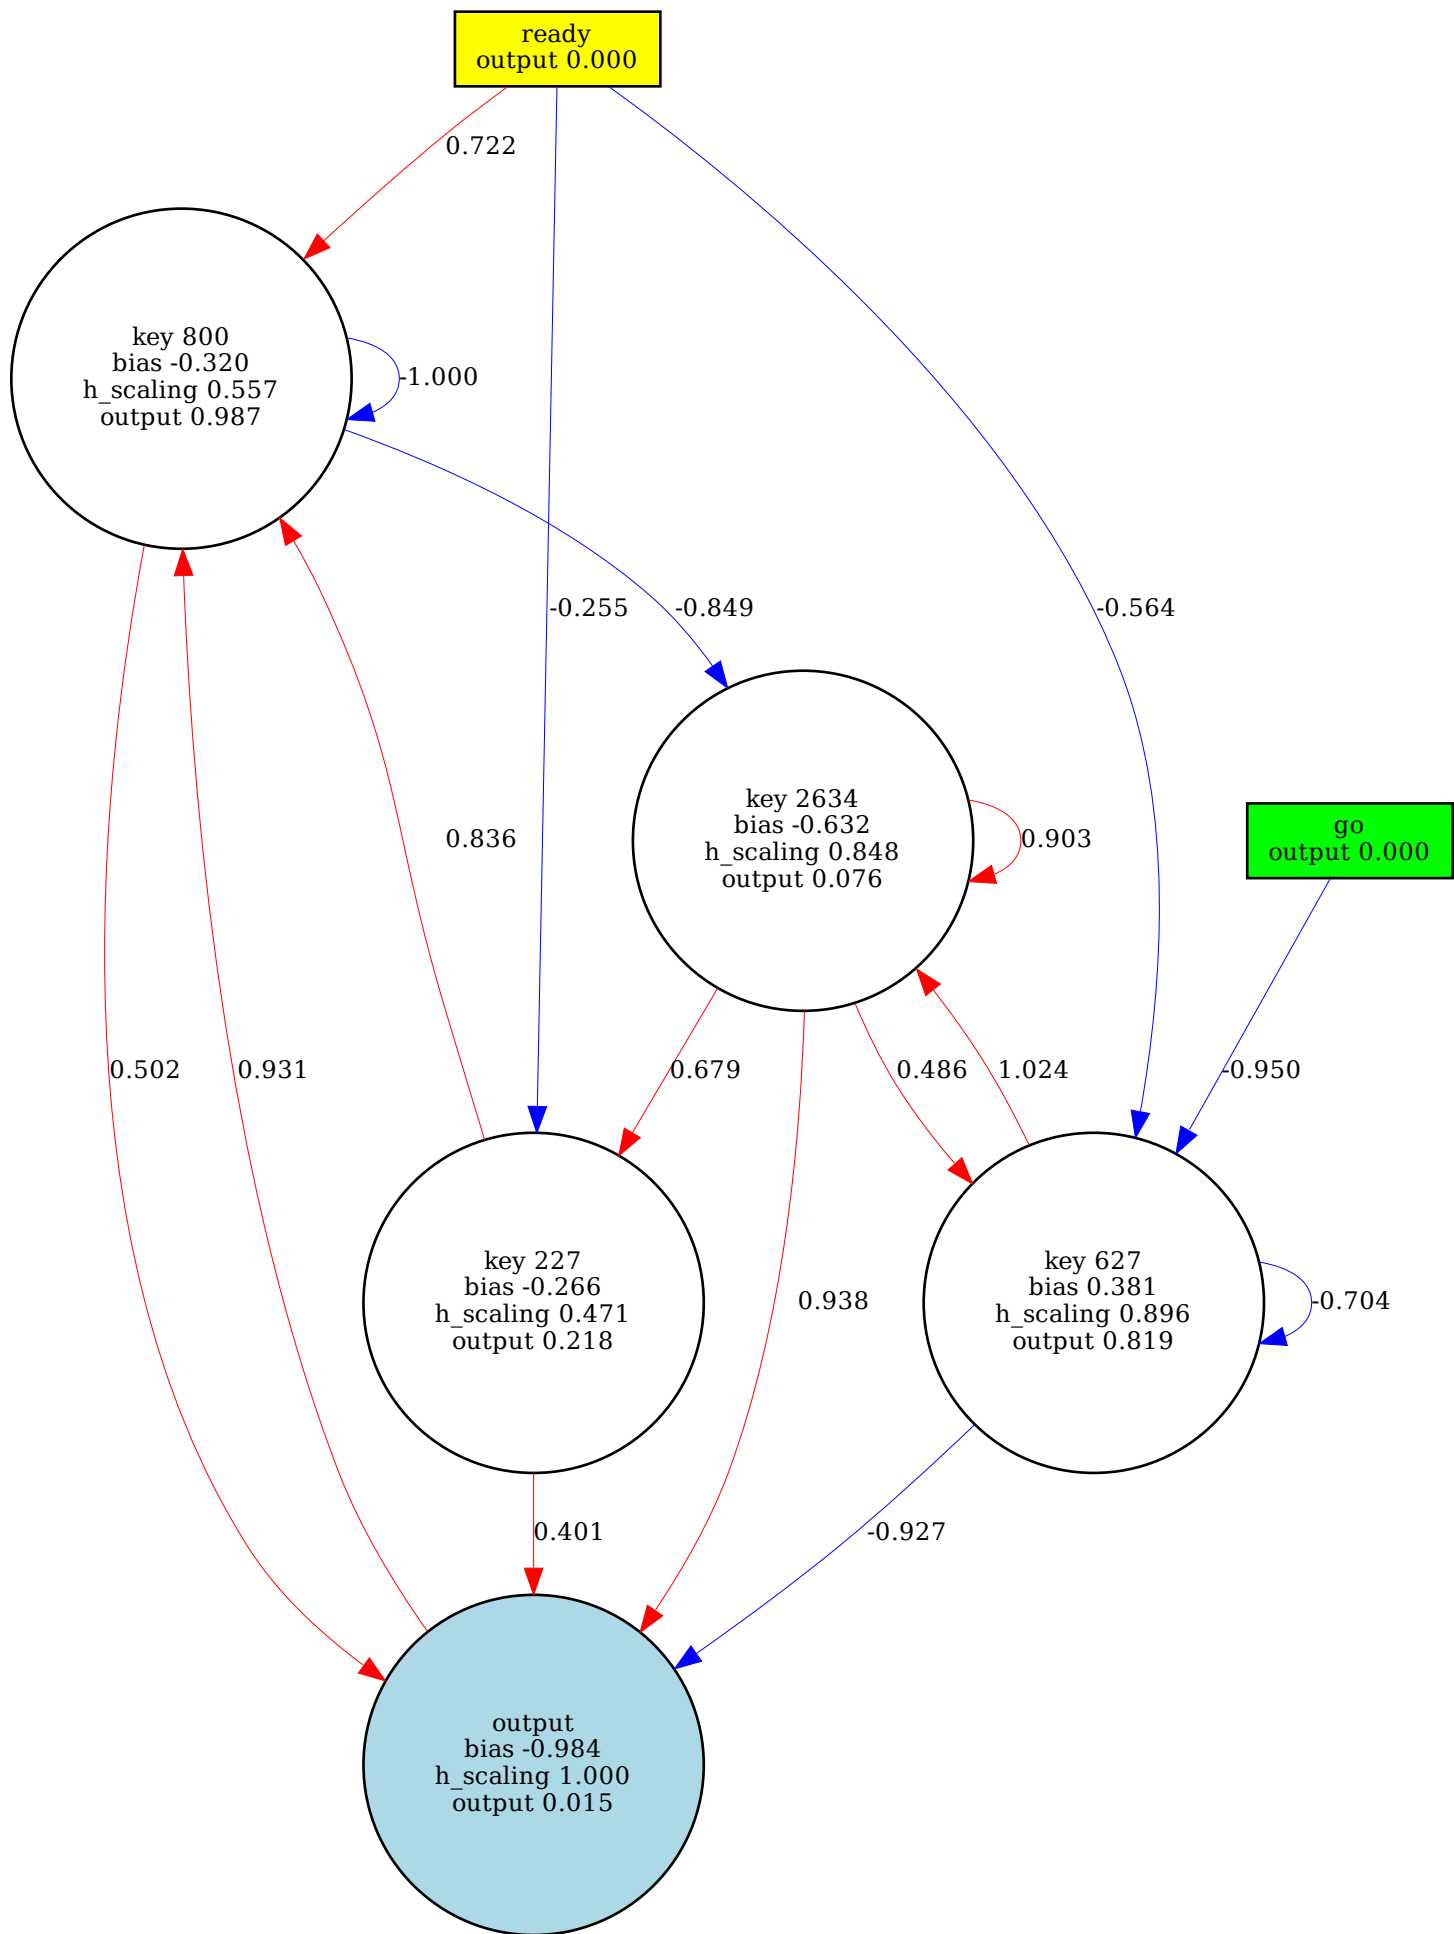 ready
output 0.000
0.722
key 800
bias -0.320
h_scaling 0.557
output 0.987
-1.000
-0.255
-0.849
-0.564
key 2634
bias -0.632
h_scaling 0.848
output 0.076
0.903
go
output 0.000
0.836
0.502
0.931
0.679
0.486
1.024
-0.950
key 227
bias -0.266
h_scaling 0.471
output 0.218
0.938
key 627
bias 0.381
h_scaling 0.896
output 0.819
-0.704
0.401
-0.927
output
bias -0.984
h_scaling 1.000
output 0.015